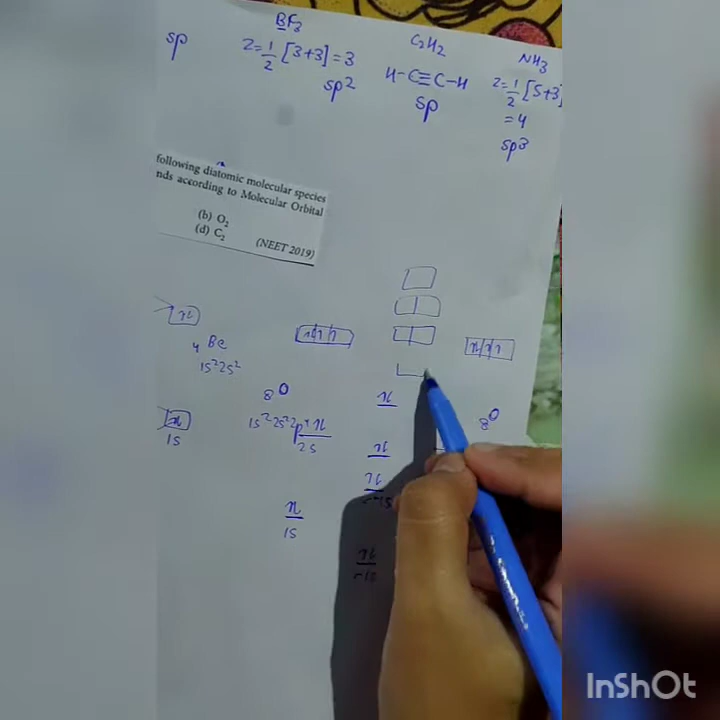 sp
BF3
Z=1/2 [3+3]=3
sp2
C2H2
H-C≡C-H
sp
NH3
Z=1/2 [5+3]
=4
sp3
following diatomic molecular species
nds according to Molecular Orbital
(b) O2
(d) C2
(NEET 2019)
4 Be
1s² 2s²
1s
8 O
1s² 2s² 2p⁴
2s
1s
8 O
InShOt